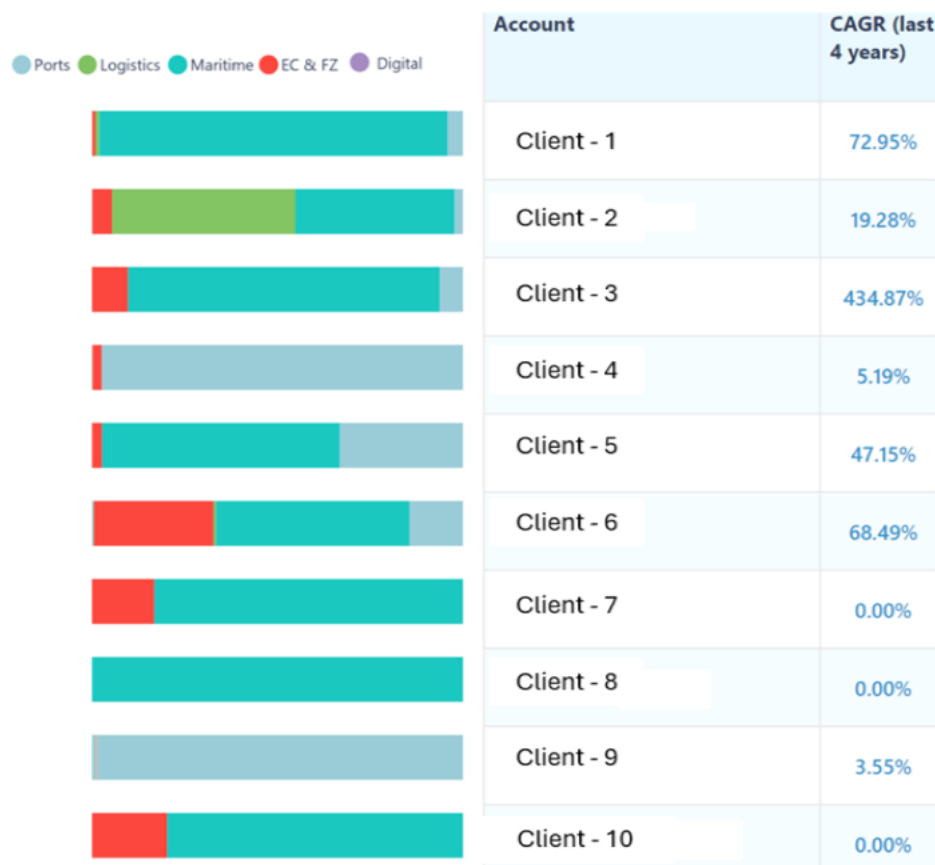 Account CAGR (last
4 years)
Ports Logistics Maritime EC & FZ Digital
Client - 1 72.95%
Client - 2 19.28%
Client - 3 434.87%
Client - 4 5.19%
Client - 5 47.15%
Client - 6 68.49%
Client - 7 0.00%
Client - 8 0.00%
Client - 9 3.55%
Client - 10 0.00%